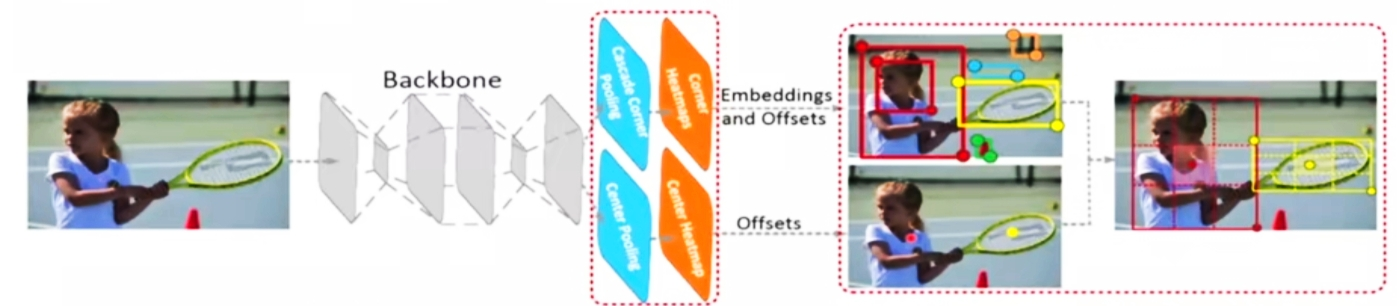 Backbone
Cascade Corner
Pooling
Corner
Heatmaps
Embeddings
and Offsets
Center Pooling
Center Heatmap
Offsets